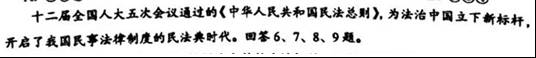 十二届全国人大五次会议通过的《中华人民共和国民法总则》，为法治中国立下新标杆，
开启了我国民事法律制度的民法典时代。回答6、7、8、9题。